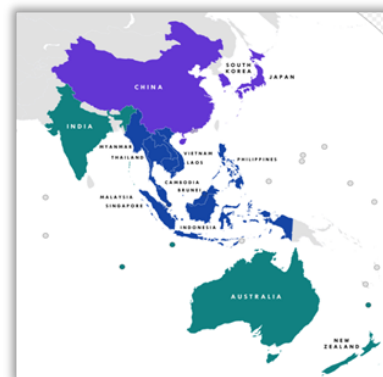 SOUTH
KOREA
JAPAN
CHINA
INDIA
MYANMAR
VIETNAM
THAILAND
LAOS
PHILIPPINES
CAMBODIA
BRUNEI
MALAYSIA
SINGAPORE
INDONESIA
AUSTRALIA
NEW
ZEALAND